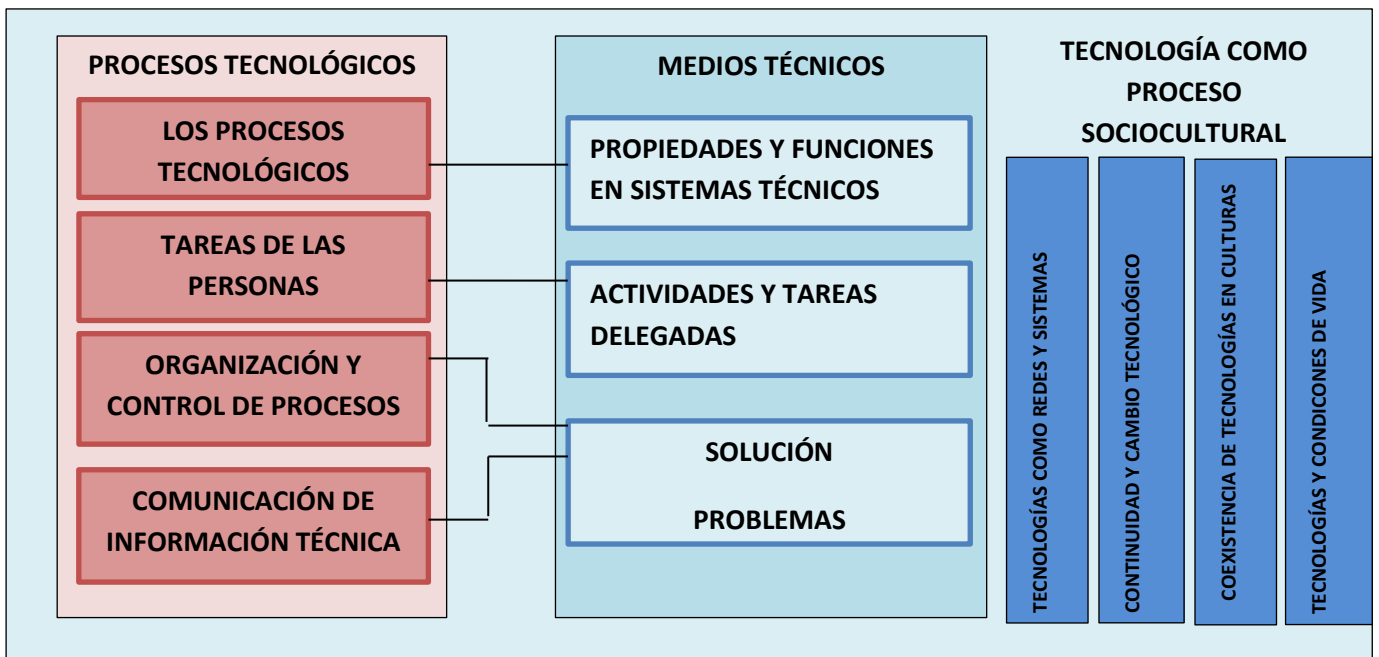 PROCESOS TECNOLÓGICOS
LOS PROCESOS
TECNOLÓGICOS
TAREAS DE LAS
PERSONAS
ORGANIZACIÓN Y
CONTROL DE PROCESOS
COMUNICACIÓN DE
INFORMACIÓN TÉCNICA
MEDIOS TÉCNICOS
PROPIEDADES Y FUNCIONES
EN SISTEMAS TÉCNICOS
ACTIVIDADES Y TAREAS
DELEGADAS
SOLUCIÓN
PROBLEMAS
TECNOLOGÍA COMO
PROCESO
SOCIOCULTURAL
TECNOLOGÍAS COMO REDES Y SISTEMAS
CONTINUIDAD Y CAMBIO TECNOLÓGICO
COEXISTENCIA DE TECNOLOGÍAS EN CULTURAS
TECNOLOGÍAS Y CONDICONES DE VIDA